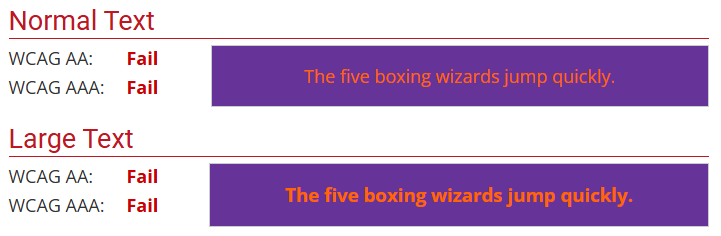 Normal Text
WCAG AA: Fail
WCAG AAA: Fail
The five boxing wizards jump quickly.
Large Text
WCAG AA: Fail
WCAG AAA: Fail
The five boxing wizards jump quickly.